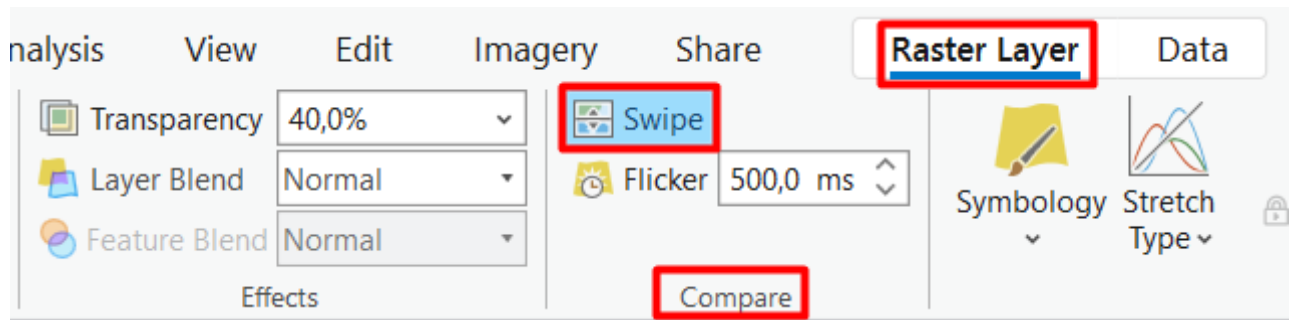 nalysis View Edit Imagery Share Raster Layer Data
Transparency 40,0% Swipe
Layer Blend Normal Flicker 500,0 ms
Feature Blend Normal
Symbology Stretch Type
Effects Compare